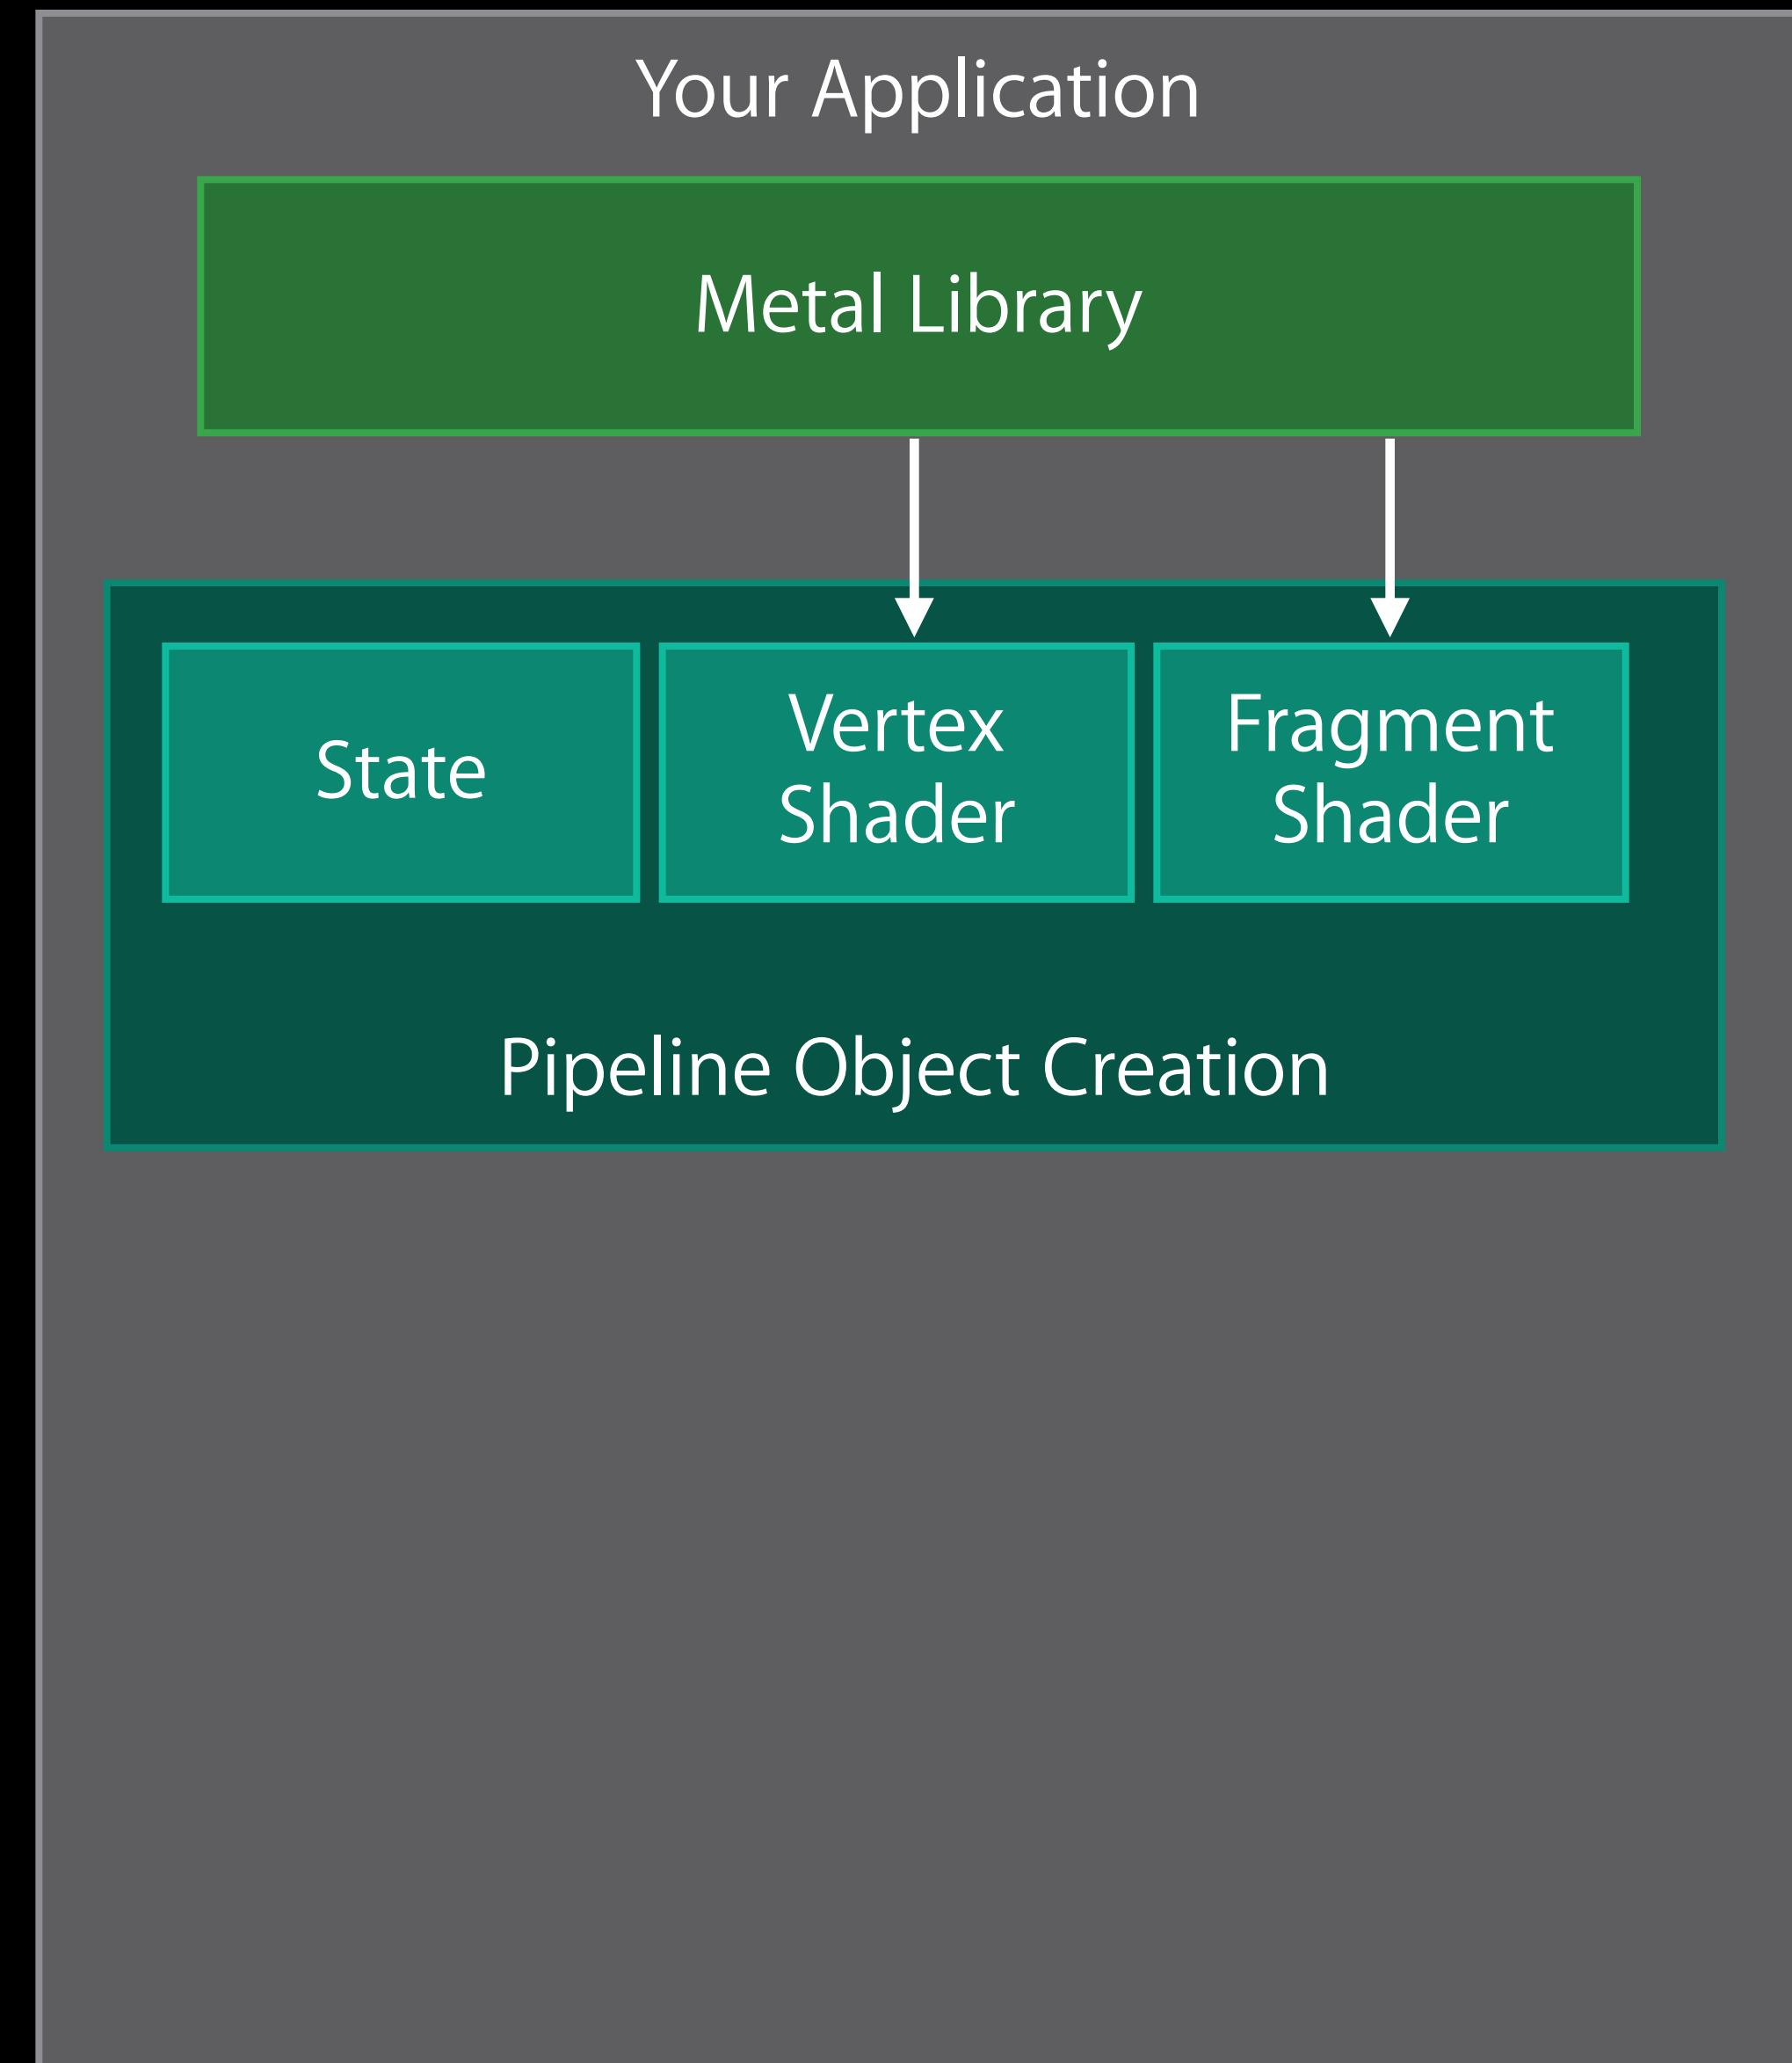 Your Application
Metal Library
State
Vertex
Shader
Fragment
Shader
Pipeline Object Creation